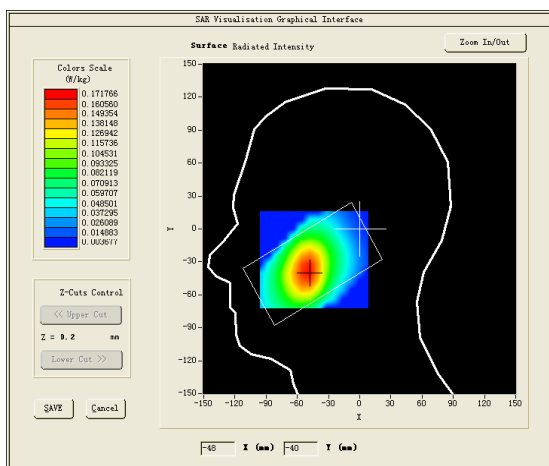 SAR Visualisation Graphical Interface
Surface Radiated Intensity
Zoom In/Out
Colors Scale
(W/kg)
0.171766
0.160560
0.149354
0.138148
0.126942
0.115736
0.104531
0.093325
0.082119
0.070913
0.059707
0.048501
0.037295
0.026089
0.014883
0.003677
Z-Cuts Control
<< Upper Cut
Z = 0.2 mm
Lower Cut >>
SAVE Cancel
150
120
90
60
30
0
-30
-60
-90
-120
-150
Y
-150 -120 -90 -60 -30 0 30 60 90 120 150
X
-48 X (mm) -40 Y (mm)